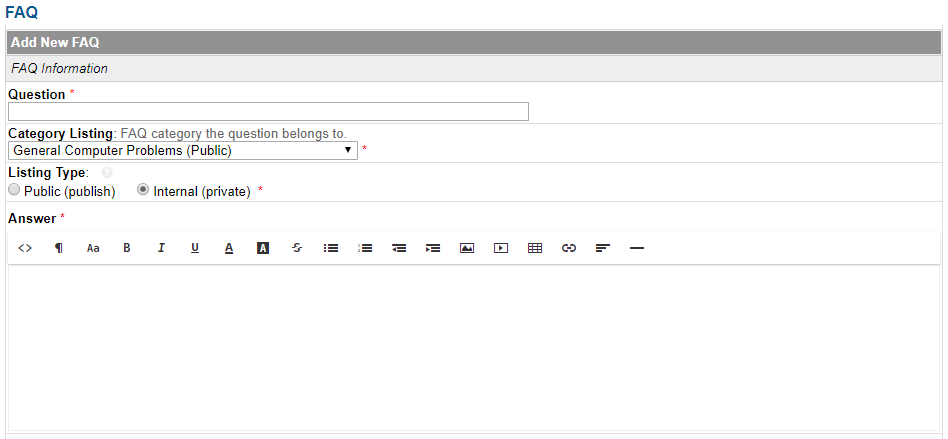 FAQ
Add New FAQ
FAQ Information
Question *
Category Listing: FAQ category the question belongs to.
General Computer Problems (Public) *
Listing Type: ?
Public (publish) Internal (private) *
Answer *
<> ¶ Aa B I U A A S